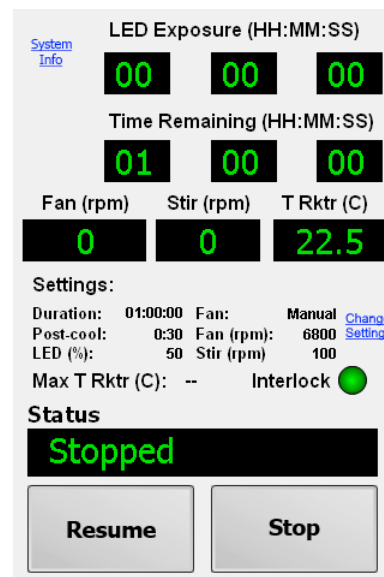 LED Exposure (HH:MM:SS)
System
Info
00 00 00
Time Remaining (HH:MM:SS)
01 00 00
Fan (rpm) Stir (rpm) T Rktr (C)
0 0 22.5
Settings:
Duration: 01:00:00 Fan: Manual
Post-cool: 0:30 Fan (rpm): 6800
LED (%): 50 Stir (rpm) 100
Change
Setting
Max T Rktr (C): -- Interlock
Status
Stopped
Resume Stop